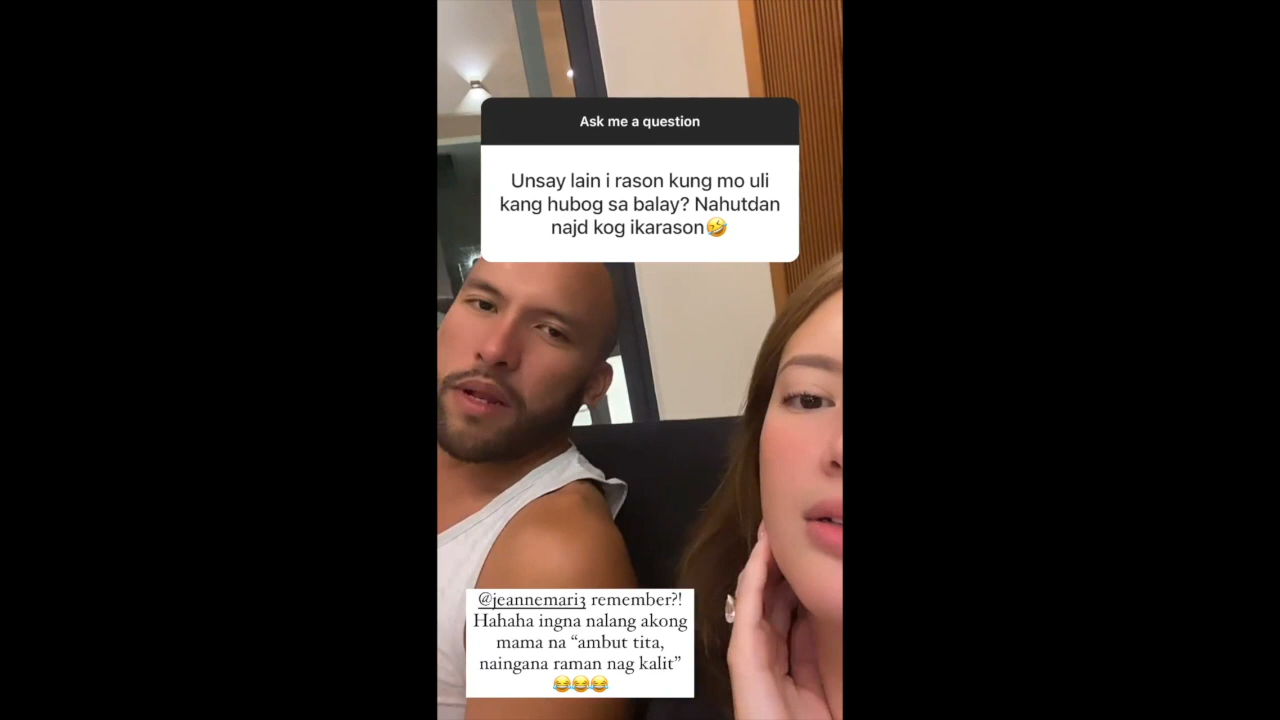 Ask me a question
Unsay lain i rason kung mo uli
kang hubog sa balay? Nahutdan
najd kog ikarason🤣
@jeannemari3 remember?!
Hahaha ingna nalang akong
mama na “ambut tita,
naingana raman nag kalit”
😂😂😂